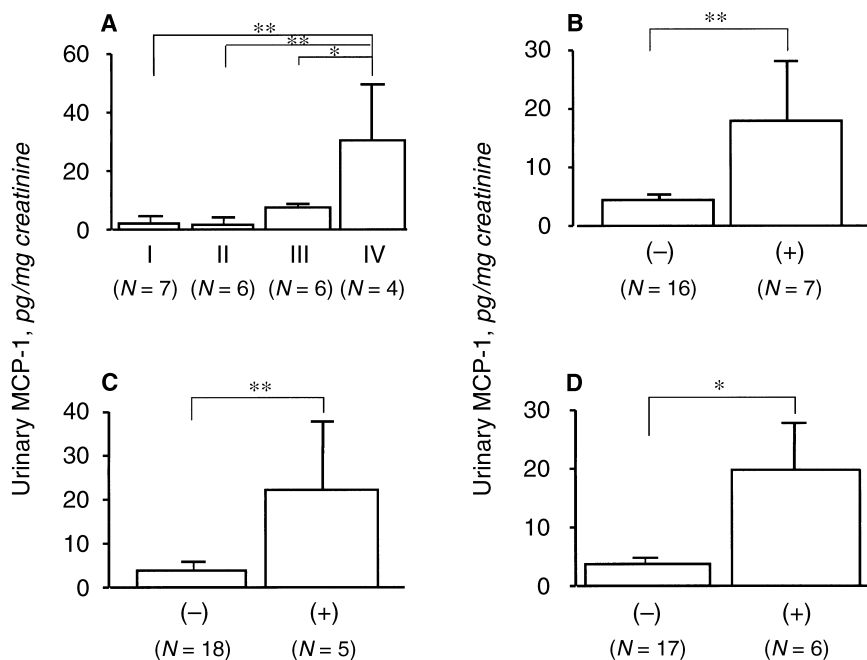 A
Urinary MCP-1, pg/mg creatinine
60
40
20
0
**
**
*
I II III IV
(N = 7) (N = 6) (N = 6) (N = 4)
B
Urinary MCP-1, pg/mg creatinine
30
20
10
0
**
(–) (+)
(N = 16) (N = 7)
C
40
30
20
10
0
**
(–) (+)
(N = 18) (N = 5)
D
30
20
10
0
*
(–) (+)
(N = 17) (N = 6)